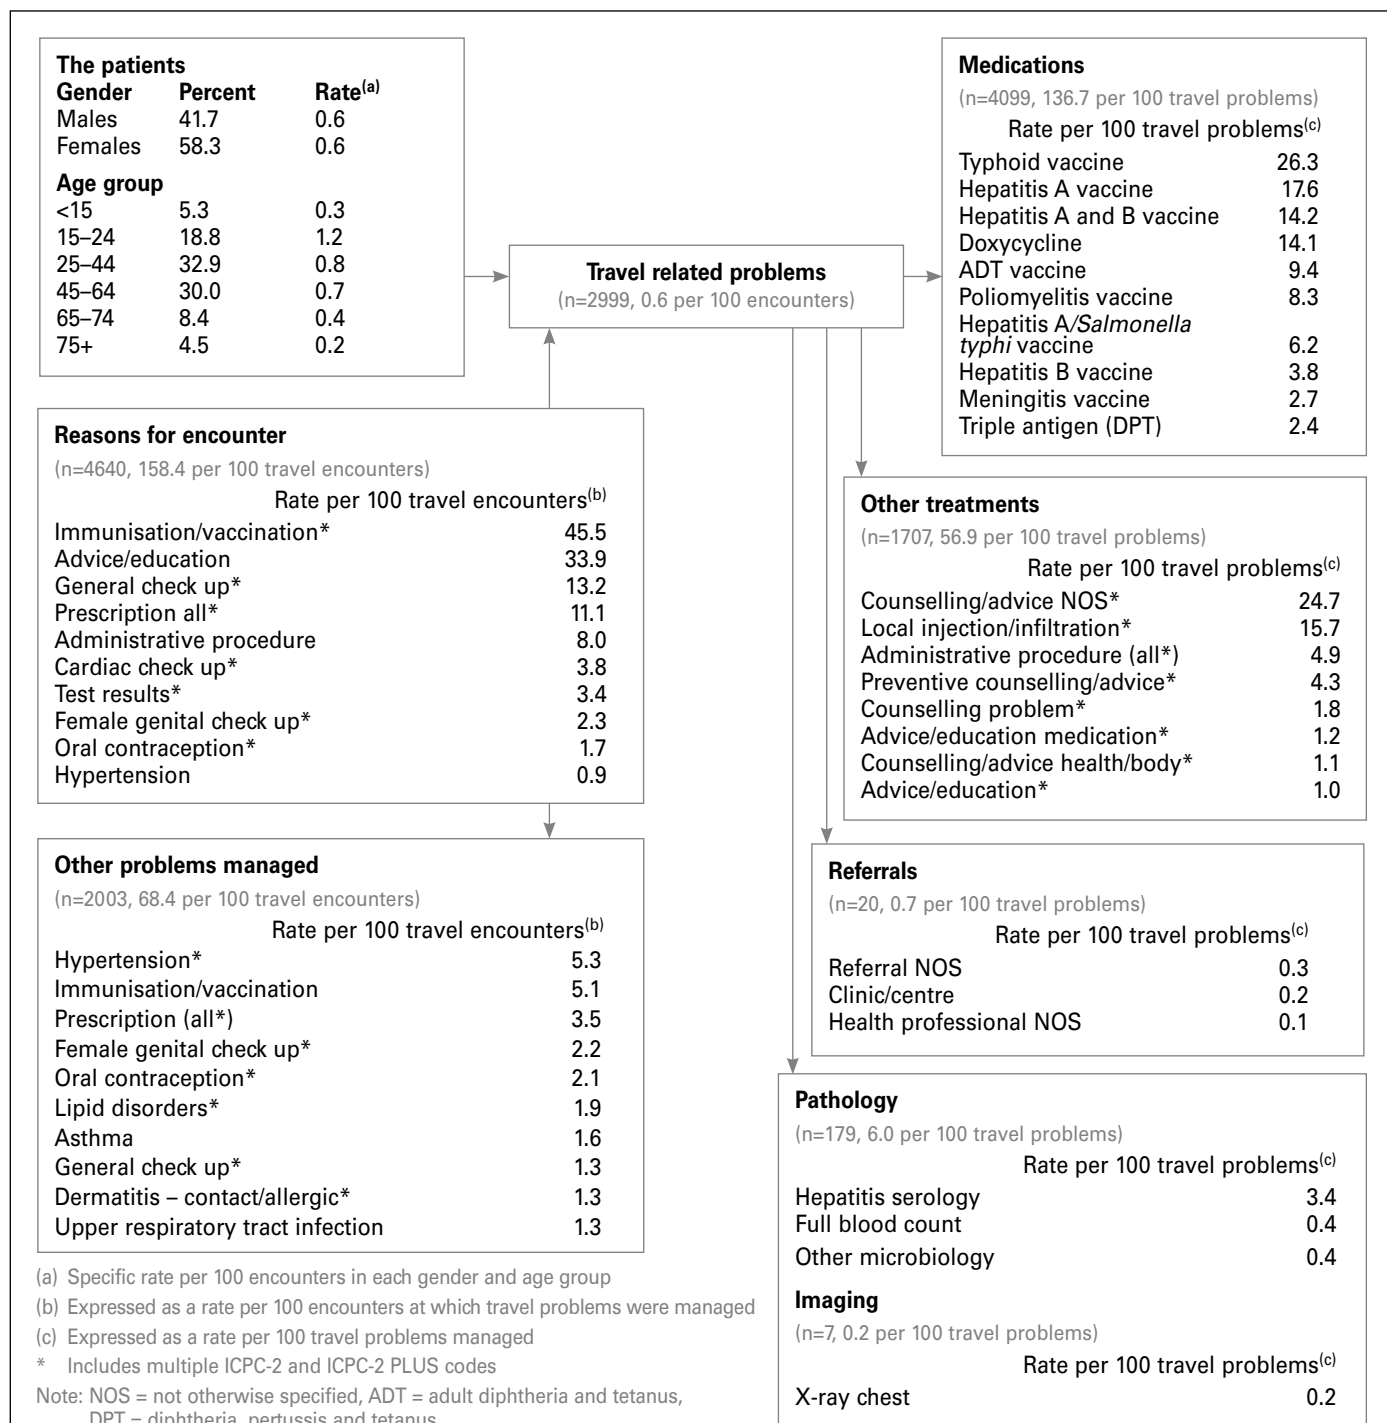 The patients
Gender Percent Rate(a)
Males 41.7 0.6
Females 58.3 0.6
Age group
<15 5.3 0.3
15–24 18.8 1.2
25–44 32.9 0.8
45–64 30.0 0.7
65–74 8.4 0.4
75+ 4.5 0.2
Reasons for encounter
(n=4640, 158.4 per 100 travel encounters)
Rate per 100 travel encounters(b)
Immunisation/vaccination* 45.5
Advice/education 33.9
General check up* 13.2
Prescription all* 11.1
Administrative procedure 8.0
Cardiac check up* 3.8
Test results* 3.4
Female genital check up* 2.3
Oral contraception* 1.7
Hypertension 0.9
Other problems managed
(n=2003, 68.4 per 100 travel encounters)
Rate per 100 travel encounters(b)
Hypertension* 5.3
Immunisation/vaccination 5.1
Prescription (all*) 3.5
Female genital check up* 2.2
Oral contraception* 2.1
Lipid disorders* 1.9
Asthma 1.6
General check up* 1.3
Dermatitis – contact/allergic* 1.3
Upper respiratory tract infection 1.3
Travel related problems
(n=2999, 0.6 per 100 encounters)
Medications
(n=4099, 136.7 per 100 travel problems)
Rate per 100 travel problems(c)
Typhoid vaccine 26.3
Hepatitis A vaccine 17.6
Hepatitis A and B vaccine 14.2
Doxycycline 14.1
ADT vaccine 9.4
Poliomyelitis vaccine 8.3
Hepatitis A/Salmonella
typhi vaccine 6.2
Hepatitis B vaccine 3.8
Meningitis vaccine 2.7
Triple antigen (DPT) 2.4
Other treatments
(n=1707, 56.9 per 100 travel problems)
Rate per 100 travel problems(c)
Counselling/advice NOS* 24.7
Local injection/infiltration* 15.7
Administrative procedure (all*) 4.9
Preventive counselling/advice* 4.3
Counselling problem* 1.8
Advice/education medication* 1.2
Counselling/advice health/body* 1.1
Advice/education* 1.0
Referrals
(n=20, 0.7 per 100 travel problems)
Rate per 100 travel problems(c)
Referral NOS 0.3
Clinic/centre 0.2
Health professional NOS 0.1
Pathology
(n=179, 6.0 per 100 travel problems)
Rate per 100 travel problems(c)
Hepatitis serology 3.4
Full blood count 0.4
Other microbiology 0.4
Imaging
(n=7, 0.2 per 100 travel problems)
Rate per 100 travel problems(c)
X-ray chest 0.2
(a) Specific rate per 100 encounters in each gender and age group
(b) Expressed as a rate per 100 encounters at which travel problems were managed
(c) Expressed as a rate per 100 travel problems managed
* Includes multiple ICPC-2 and ICPC-2 PLUS codes
Note: NOS = not otherwise specified, ADT = adult diphtheria and tetanus,
DPT = diphtheria, pertussis and tetanus